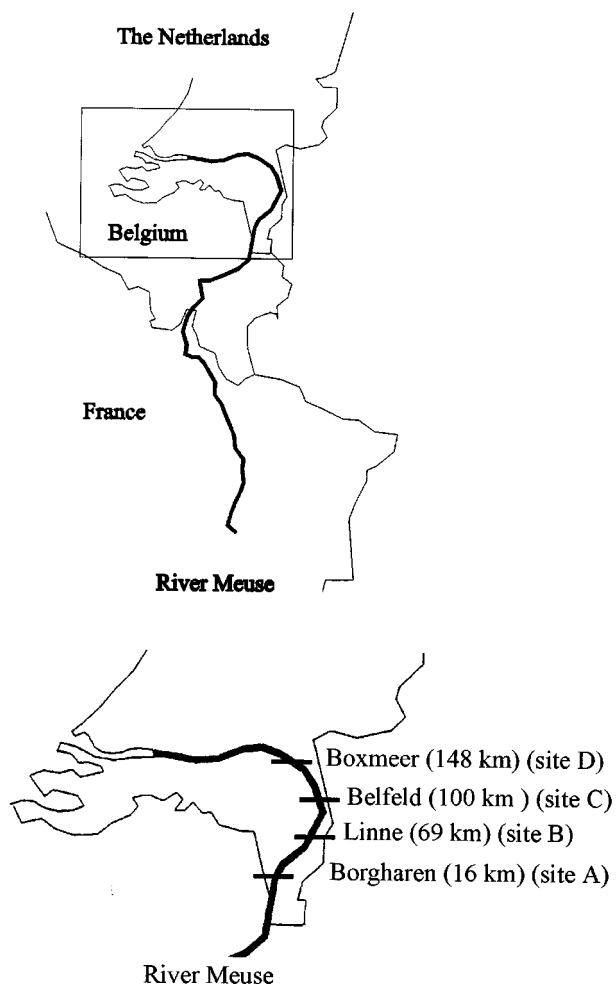 The Netherlands
Belgium
France
River Meuse
Boxmeer (148 km) (site D)
Belfeld (100 km ) (site C)
Linne (69 km) (site B)
Borgharen (16 km) (site A)
River Meuse